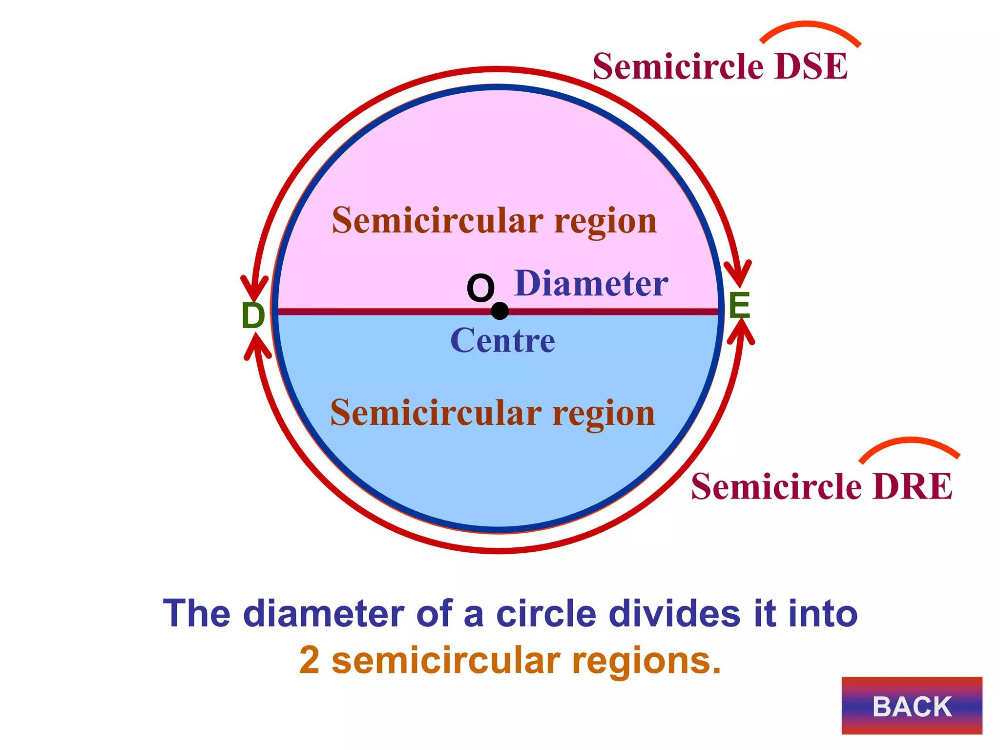 Semicircle DSE
Semicircular region
O Diameter
D
E
Centre
Semicircular region
Semicircle DRE
The diameter of a circle divides it into
2 semicircular regions.
BACK